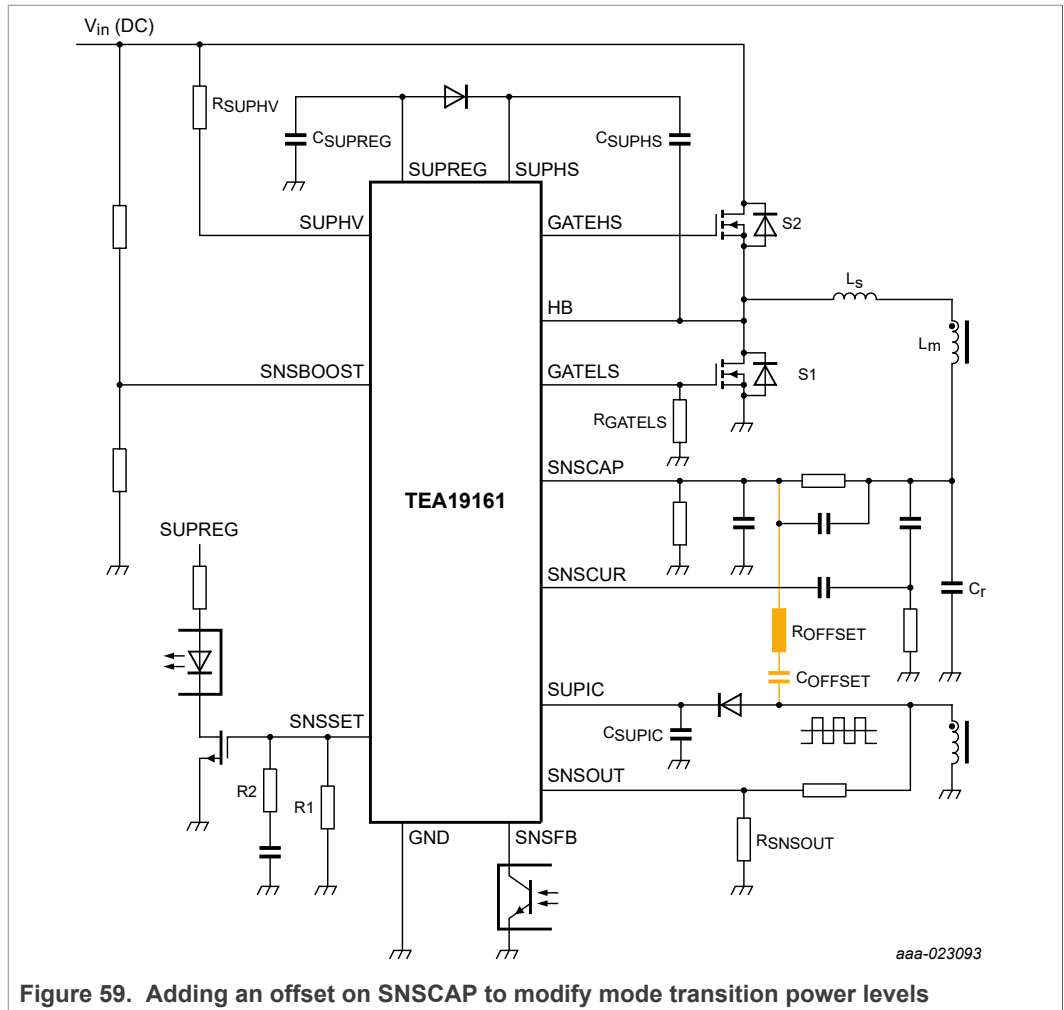 Vin (DC)
RSUPHV
CSUPREG
CSUPHS
SUPREG
SUPHS
SUPHV
GATEHS
S2
HB
Ls
Lm
SNSBOOST
GATELS
S1
RGATELS
SNSCAP
TEA19161
SUPREG
SNSCUR
Cr
ROFFSET
COFFSET
SUPIC
CSUPIC
SNSSET
SNSOUT
R2
R1
RSNSOUT
GND
SNSFB
aaa-023093
Figure 59. Adding an offset on SNSCAP to modify mode transition power levels